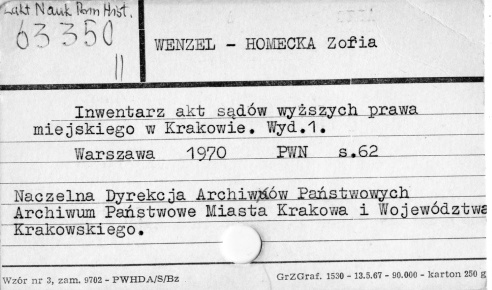 Zakł Nauk Pom Hist.
63350
II
WENZEL - HOMECKA Zofia
Inwentarz akt sądów wyższych prawa
miejskiego w Krakowie. Wyd.1.
Warszawa 1970 PWN s.62
Naczelna Dyrekcja Archiwów Państwowych
Archiwum Państwowe Miasta Krakowa i Województwa
Krakowskiego.
Wzór nr 3, zam. 9702 - PWHDA/S/Bz
GrZGraf. 1530 - 13.5.67 - 90.000 - karton 250 g